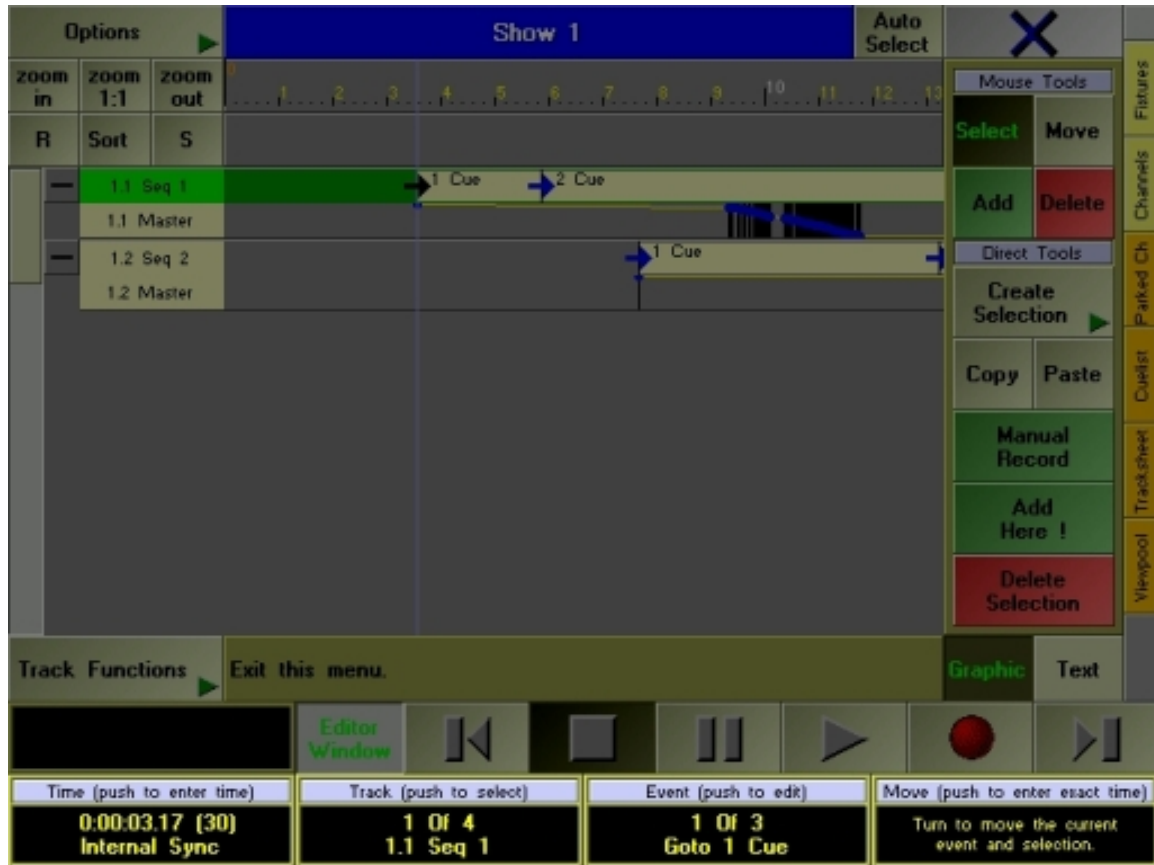 Options
Show 1
Auto
Select
X
zoom
in
zoom
1:1
zoom
out
0 1 2 3 4 5 6 7 8 9 10 11 12 13
R
Sort
S
1.1 Seq 1
1 Cue
2 Cue
1.1 Master
1.2 Seq 2
1 Cue
1.2 Master
Mouse Tools
Select
Move
Add
Delete
Direct Tools
Create
Selection
Copy
Paste
Manual
Record
Add
Here !
Delete
Selection
Fixtures
Channels
Parked Ch
Cuelist
Track.sheet
Viewpool
Track Functions
Exit this menu.
Graphic
Text
Editor
Window
Time (push to enter time)
0:00:03.17 (30)
Internal Sync
Track (push to select)
1 Of 4
1.1 Seq 1
Event (push to edit)
1 Of 3
Goto 1 Cue
Move (push to enter exact time)
Turn to move the current
event and selection.